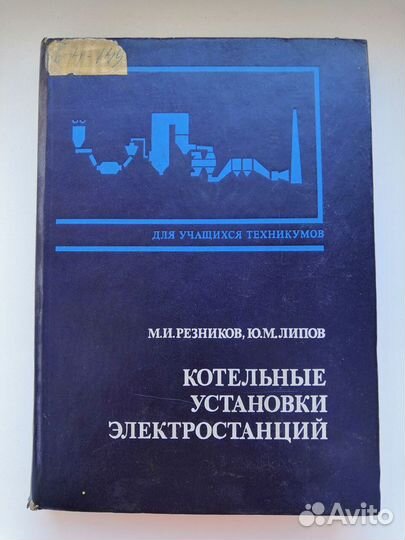 ДЛЯ УЧАЩИХСЯ ТЕХНИКУМОВ
М.И.РЕЗНИКОВ, Ю.М.ЛИПОВ
КОТЕЛЬНЫЕ
УСТАНОВКИ
ЭЛЕКТРОСТАНЦИЙ
Avito